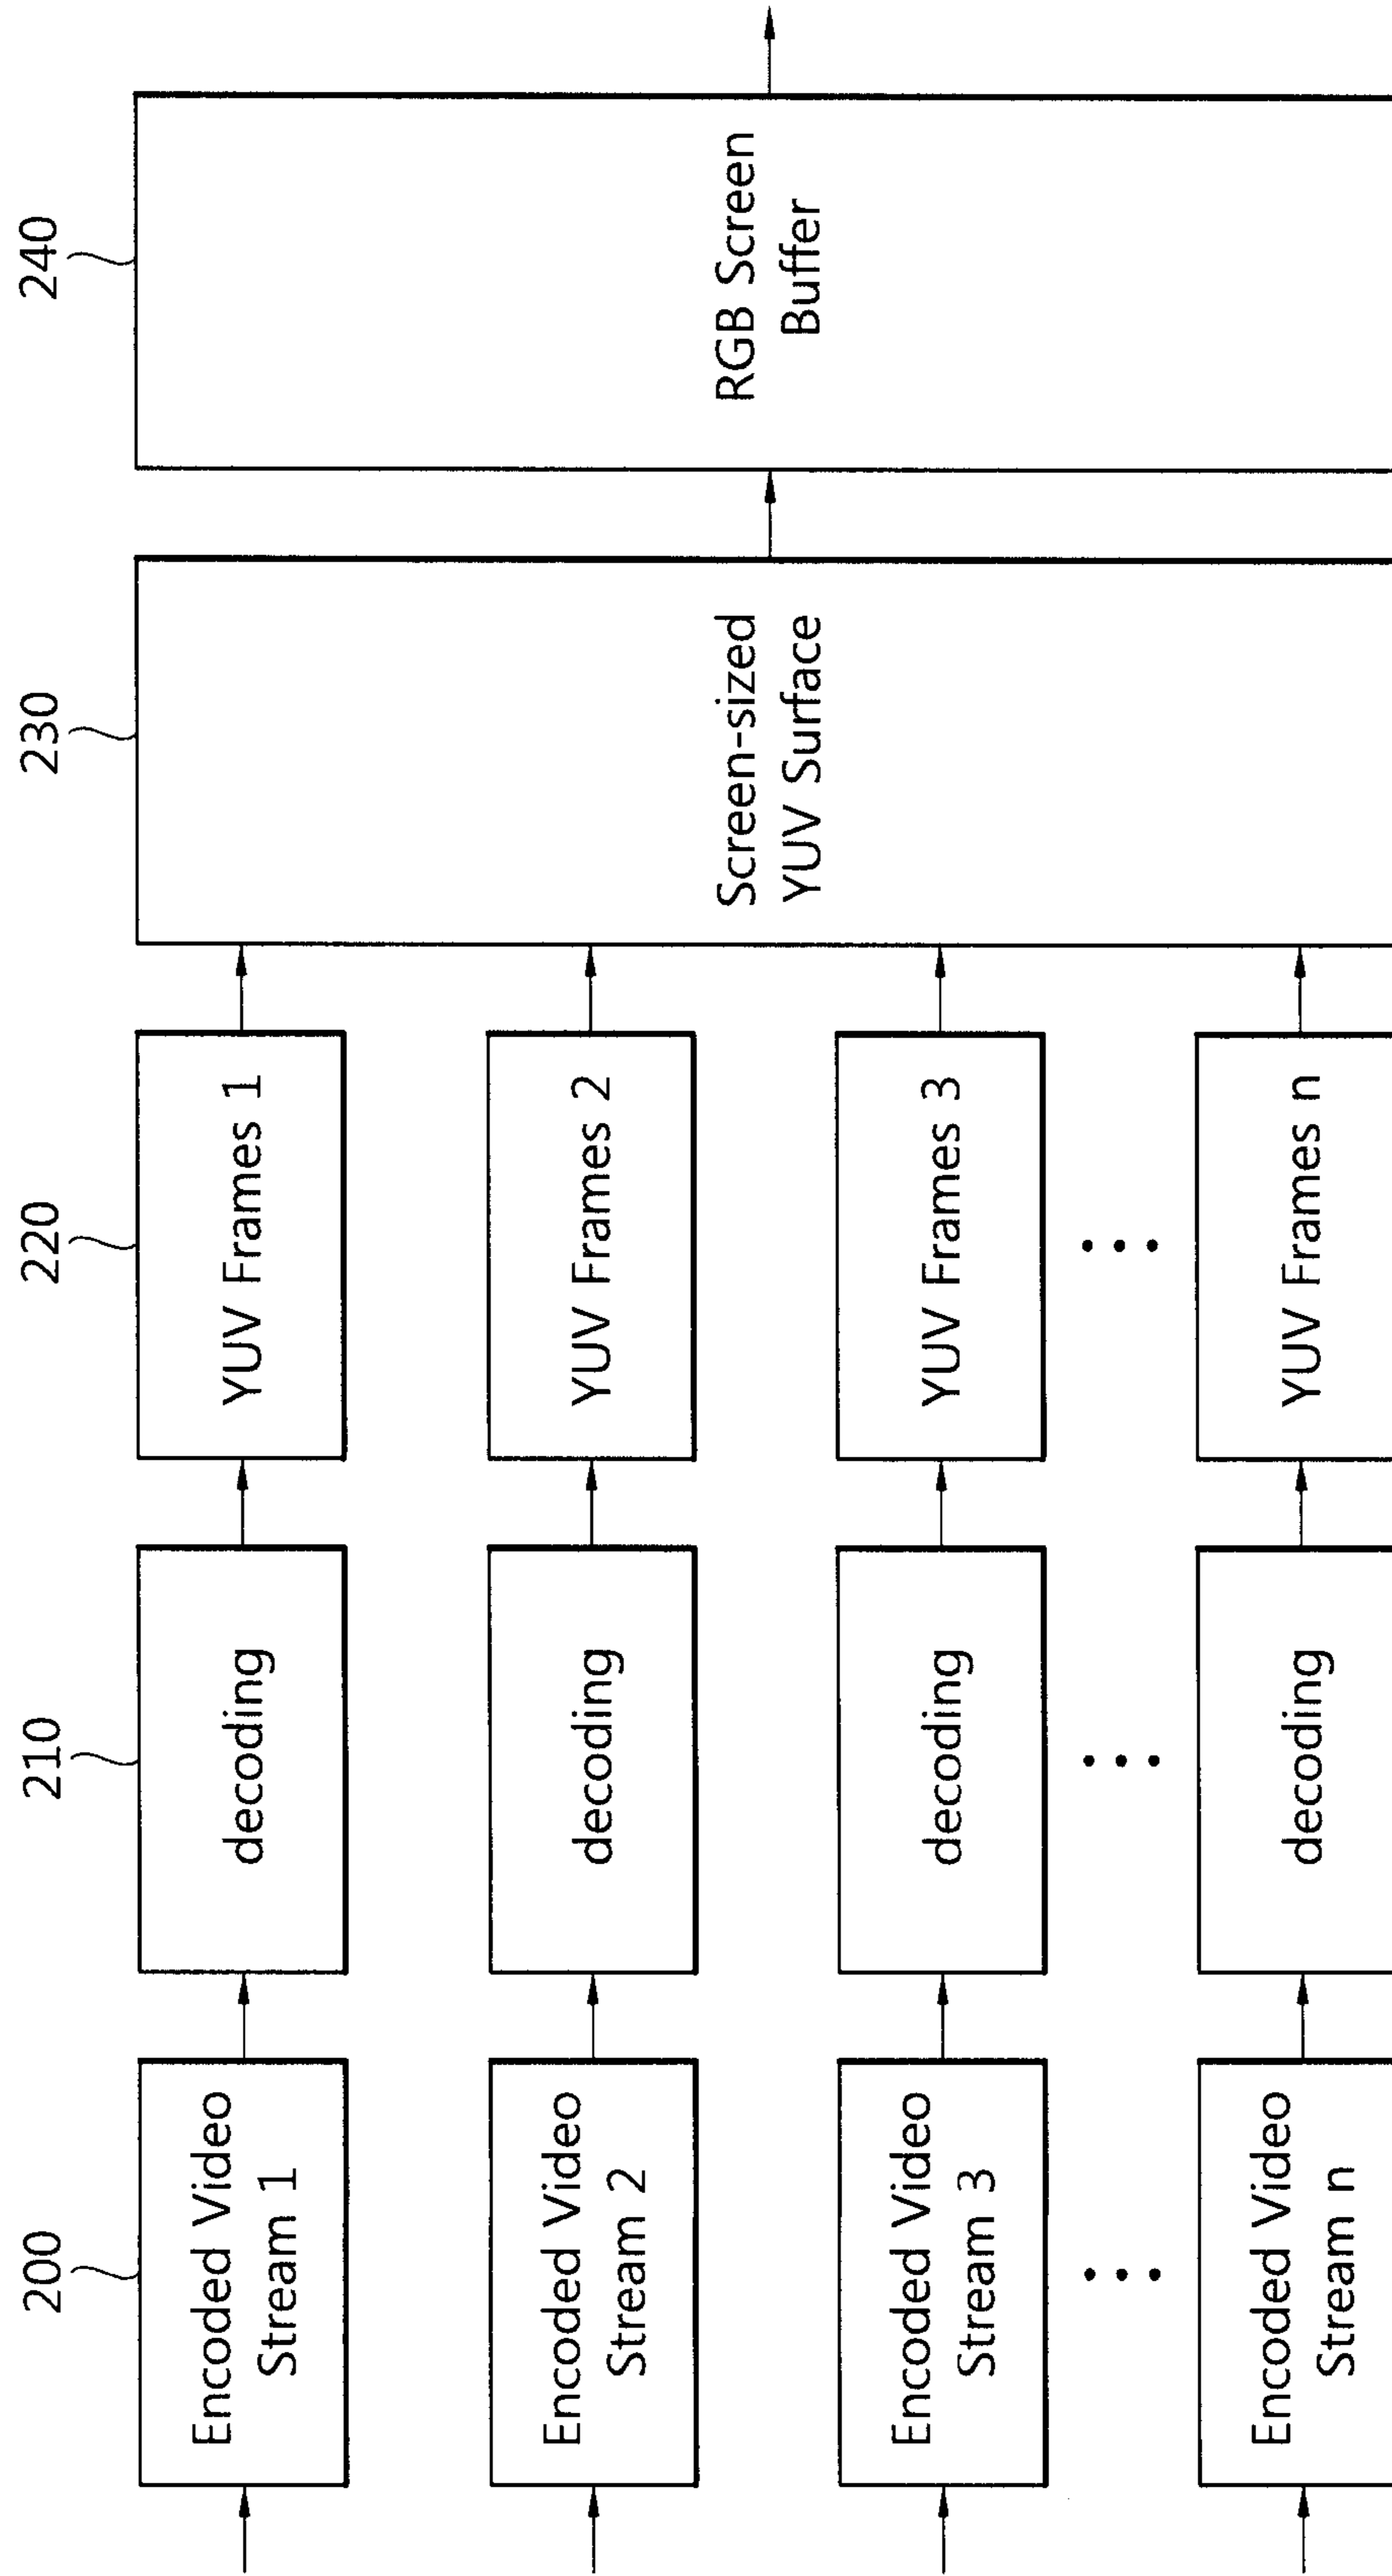 200
210
220
230
240
Encoded Video
Stream 1
decoding
YUV Frames 1
Screen-sized
YUV Surface
RGB Screen
Buffer
Encoded Video
Stream 2
decoding
YUV Frames 2
Encoded Video
Stream 3
decoding
YUV Frames 3
Encoded Video
Stream n
decoding
YUV Frames n